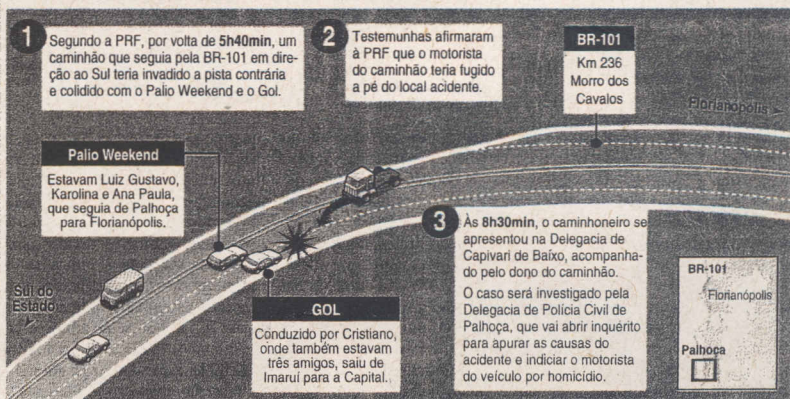 1
Segundo a PRF, por volta de 5h40min, um
caminhão que seguia pela BR-101 em dire-
ção ao Sul teria invadido a pista contrária
e colidido com o Palio Weekend e o Gol.
2
Testemunhas afirmaram
à PRF que o motorista
do caminhão teria fugido
a pé do local acidente.
BR-101
Km 236
Morro dos
Cavalos
Florianópolis
Palio Weekend
Estavam Luiz Gustavo,
Karolina e Ana Paula,
que seguia de Palhoça
para Florianópolis.
Sul do
Estado
GOL
Conduzido por Cristiano,
onde também estavam
três amigos, saiu de
Imaruí para a Capital.
3
Às 8h30min, o caminhoneiro se
apresentou na Delegacia de
Capivari de Baixo, acompanha-
do pelo dono do caminhão.
O caso será investigado pela
Delegacia de Polícia Civil de
Palhoça, que vai abrir inquérito
para apurar as causas do
acidente e indiciar o motorista
do veículo por homicídio.
BR-101
Florianópolis
Palhoça